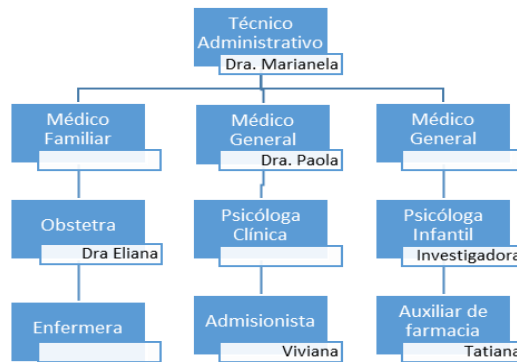 Técnico
Administrativo
Dra. Marianela
Médico
Familiar
Médico
General
Dra. Paola
Médico
General
Obstetra
Dra Eliana
Psicóloga
Clínica
Psicóloga
Infantil
Investigadora
Enfermera
Admisionista
Viviana
Auxiliar de
farmacia
Tatiana